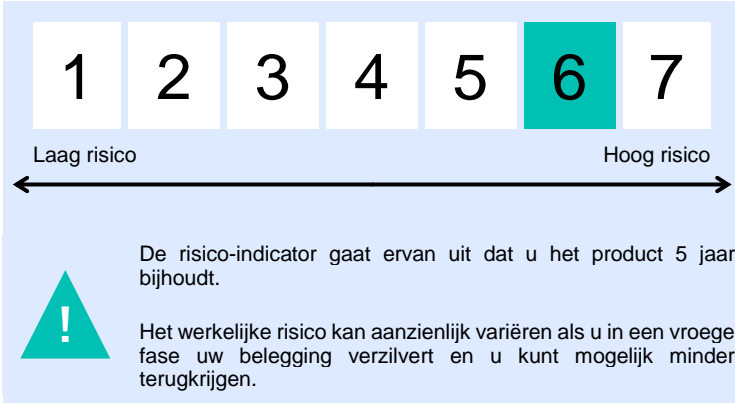 1 2 3 4 5 6 7
Laag risico Hoog risico
De risico-indicator gaat ervan uit dat u het product 5 jaar
bijhoudt.
!
Het werkelijke risico kan aanzienlijk variëren als u in een vroege
fase uw belegging verzilvert en u kunt mogelijk minder
terugkrijgen.